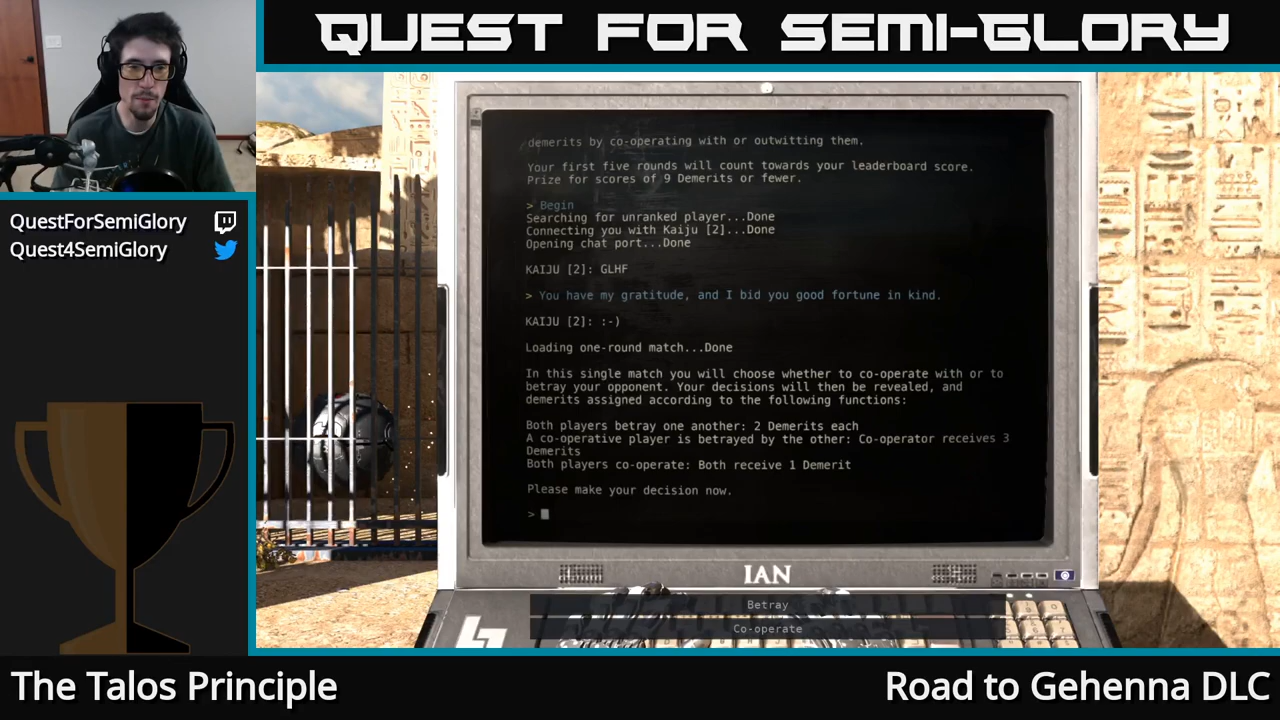 QUEST FOR SEMI-GLORY
QuestForSemiGlory
Quest4SemiGlory
demerits by co-operating with or outwitting them.
Your first five rounds will count towards your leaderboard score.
Prize for scores of 9 Demerits or fewer.
> Begin
Searching for unranked player...Done
Connecting you with Kaiju [2]...Done
Opening chat port...Done
KAIJU [2]: GLHF
> You have my gratitude, and I bid you good fortune in kind.
KAIJU [2]: :-)
Loading one-round match...Done
In this single match you will choose whether to co-operate with or to
betray your opponent. Your decisions will then be revealed, and
demerits assigned according to the following functions:
Both players betray one another: 2 Demerits each
A co-operative player is betrayed by the other: Co-operator receives 3
Demerits
Both players co-operate: Both receive 1 Demerit
Please make your decision now.
>
IAN
Betray
Co-operate
The Talos Principle
Road to Gehenna DLC